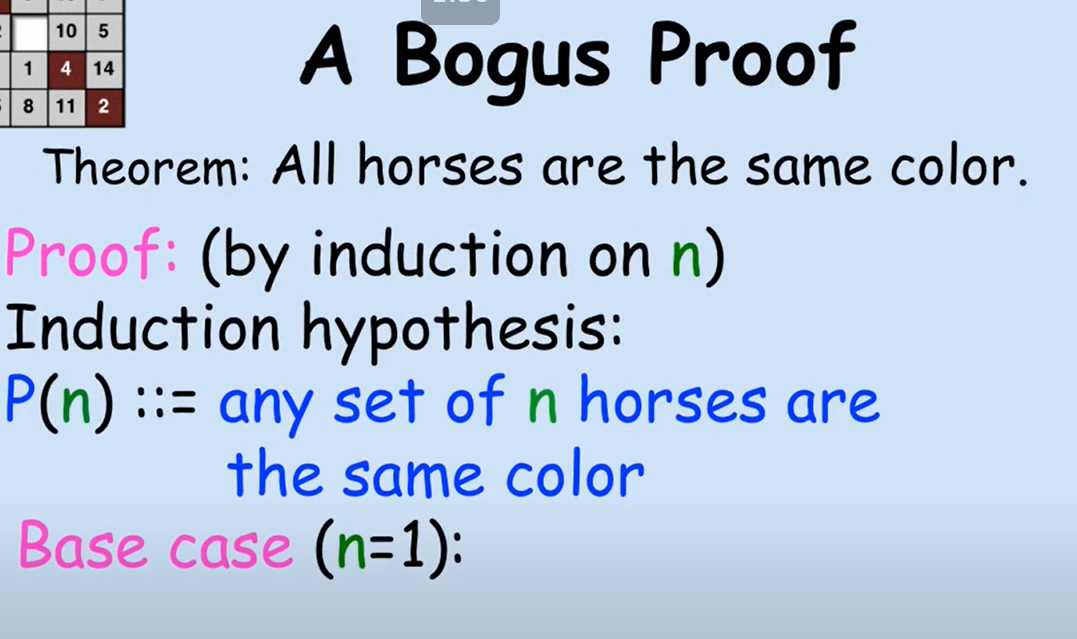 10 5
1 4 14
8 11 2
A Bogus Proof
Theorem: All horses are the same color.
Proof: (by induction on n)
Induction hypothesis:
P(n) ::= any set of n horses are
the same color
Base case (n=1):